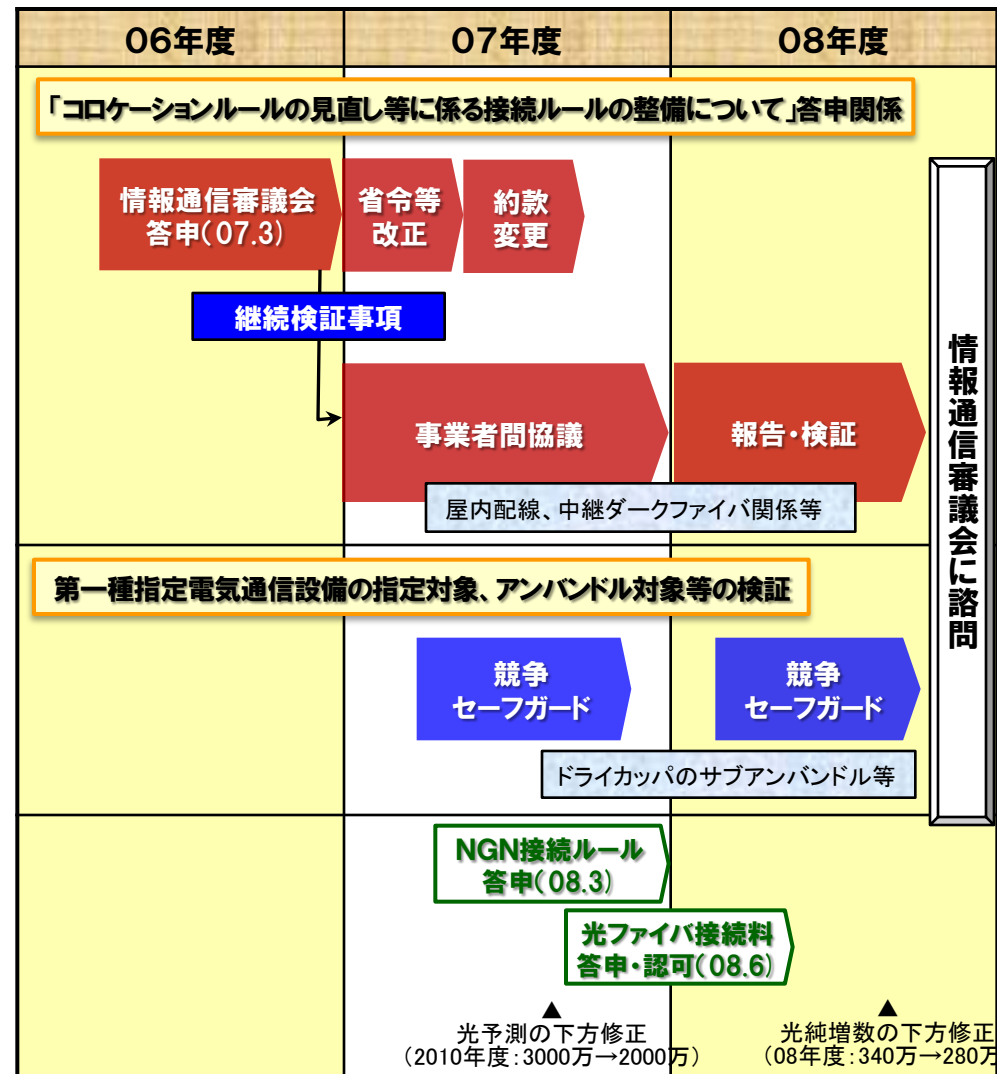 06年度
07年度
08年度
「コロケーションルールの見直し等に係る接続ルールの整備について」答申関係
情報通信審議会
答申(07.3)
省令等
改正
約款
変更
継続検証事項
事業者間協議
報告・検証
屋内配線、中継ダークファイバ関係等
情報通信審議会に諮問
第一種指定電気通信設備の指定対象、アンバンドル対象等の検証
競争
セーフガード
競争
セーフガード
ドライカッパのサブアンバンドル等
NGN接続ルール
答申(08.3)
光ファイバ接続料
答申・認可(08.6)
▲
光予測の下方修正
(2010年度:3000万→2000万)
▲
光純増数の下方修正
(08年度:340万→280万